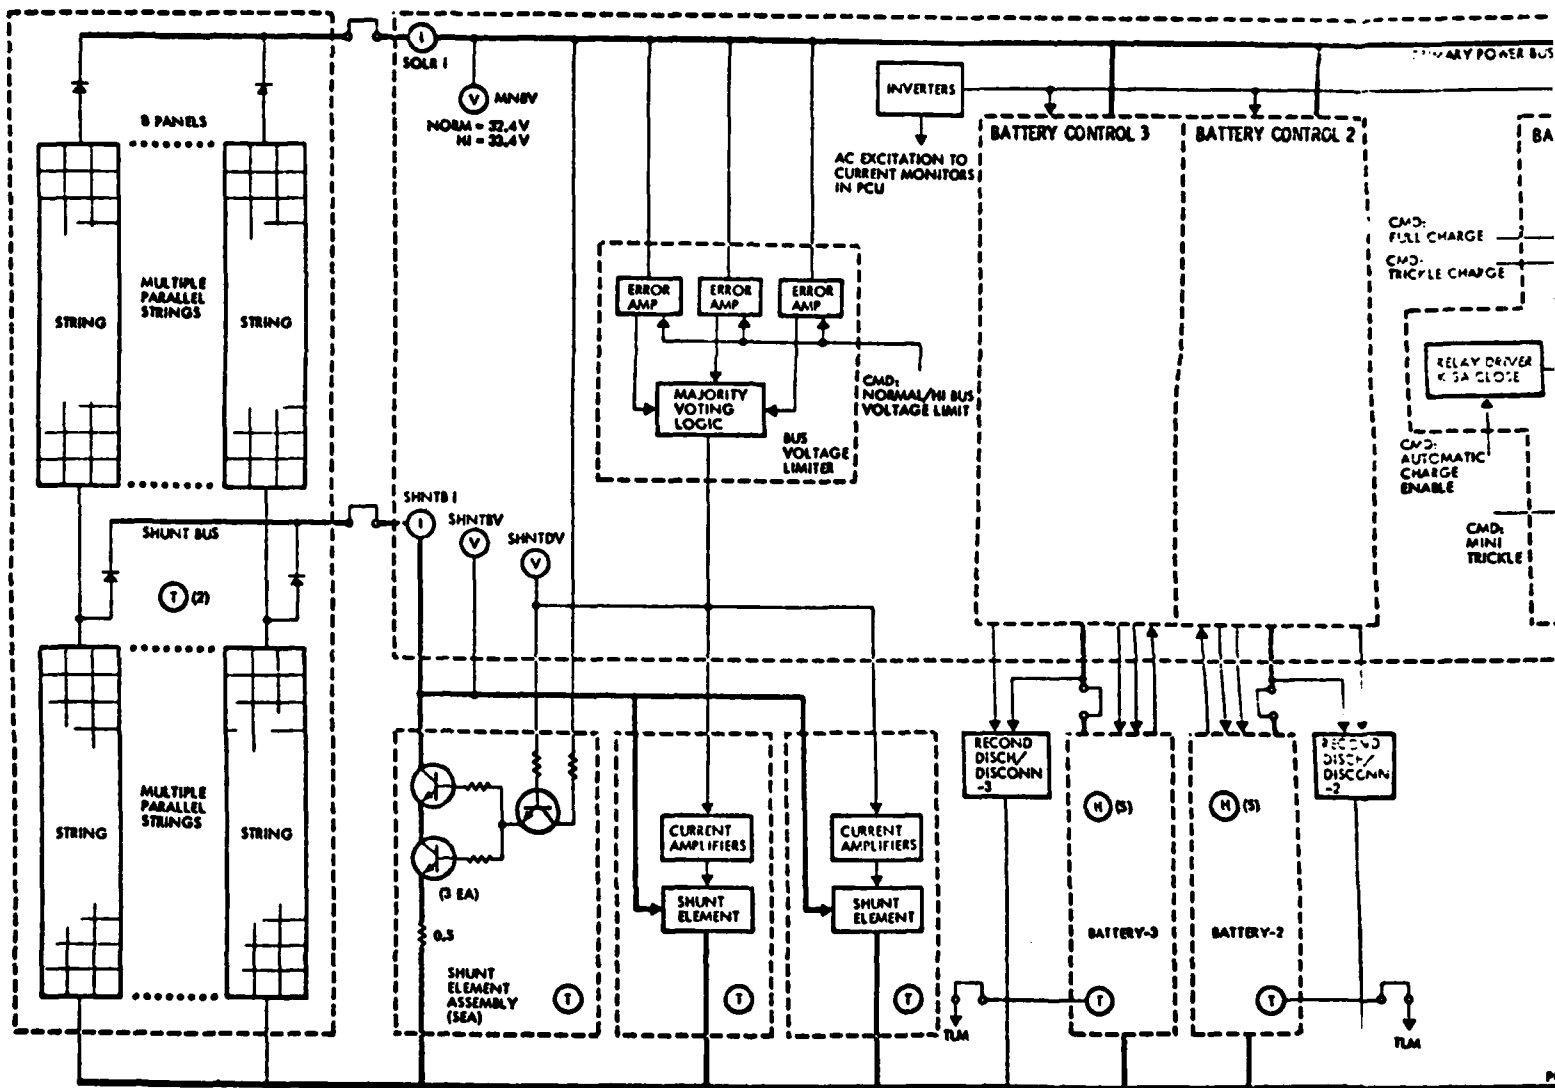 I
SOLR I
V
MNBV
NORM = 32.4V
HI = 33.4V
PRIMARY POWER BUS
INVERTERS
AC EXCITATION TO
CURRENT MONITORS
IN PCU
BATTERY CONTROL 3
BATTERY CONTROL 2
BA
8 PANELS
STRING
MULTIPLE
PARALLEL
STRINGS
STRING
ERROR
AMP
ERROR
AMP
ERROR
AMP
MAJORITY
VOTING
LOGIC
BUS
VOLTAGE
LIMITER
CMD:
NORMAL/HI BUS
VOLTAGE LIMIT
CMD:
FULL CHARGE
CMD:
TRICKLE CHARGE
RELAY DRIVER
CLOSE
CMD:
AUTOMATIC
CHARGE
ENABLE
CMD:
MINI
TRICKLE
SHNTB I
I
SHNTBV
V
SHNTDV
V
SHUNT BUS
T (2)
STRING
MULTIPLE
PARALLEL
STRINGS
STRING
(3 EA)
0.5
SHUNT
ELEMENT
ASSEMBLY
(SEA)
T
CURRENT
AMPLIFIERS
SHUNT
ELEMENT
T
CURRENT
AMPLIFIERS
SHUNT
ELEMENT
T
RECOND
DISCH/
DISCONN
-3
H (S)
BATTERY-3
T
TLM
H (S)
BATTERY-2
T
TLM
RECOND
DISCH/
DISCONN
-2